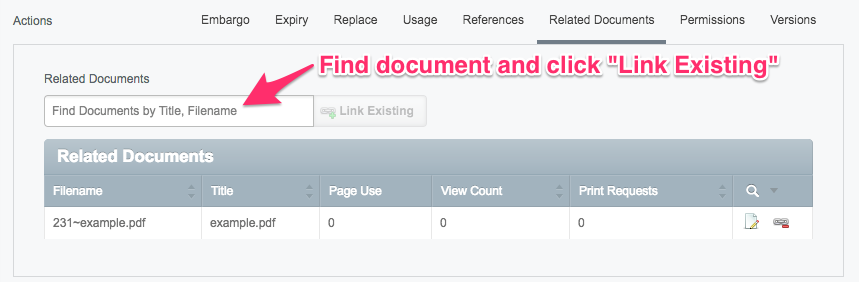 Actions Embargo Expiry Replace Usage References Related Documents Permissions Versions
Find document and click "Link Existing"
Related Documents
Find Documents by Title, Filename Link Existing
Related Documents
Filename Title Page Use View Count Print Requests
231~example.pdf example.pdf 0 0 0